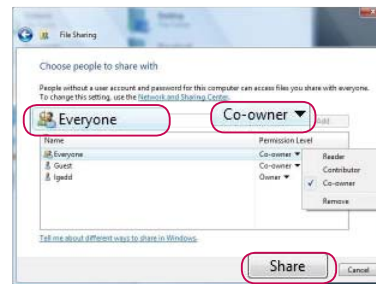 File Sharing
Choose people to share with
People without a user account and password for this computer can access files you share with everyone.
To change this setting, use the Network and Sharing Center.
Everyone
Co-owner ▼
Add
Name
Permission Level
Everyone
Co-owner ▼
Guest
Co-owner ▼
lgedd
Owner ▼
Reader
Contributor
✓ Co-owner
Remove
Tell me about different ways to share in Windows.
Share
Cancel